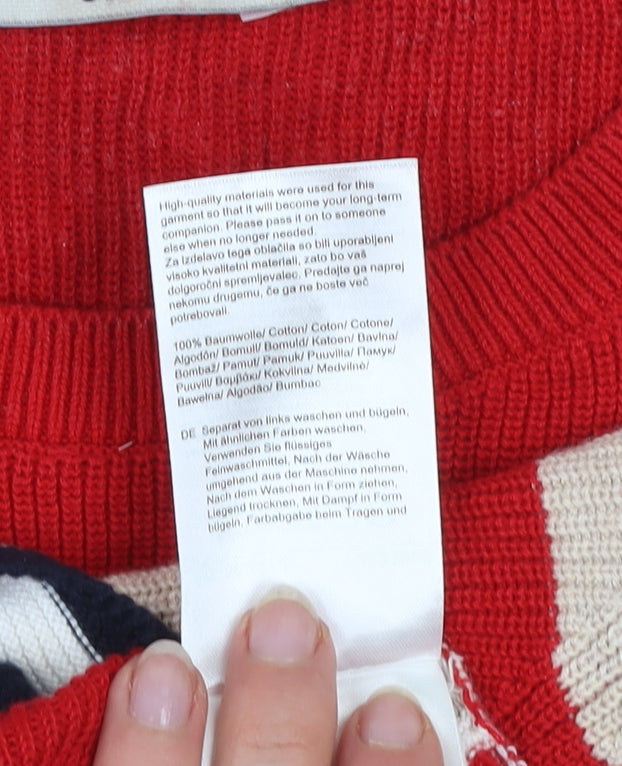 High-quality materials were used for this
garment so that it will become your long-term
companion. Please pass it on to someone
else when no longer needed.
Za izdelavo tega oblačila so bili uporabljeni
visoko kvalitetni materiali, zato bo vaš
dolgoročni spremljevalec. Predajte ga naprej
nekomu drugemu, če ga ne boste več
potrebovali.
100% Baumwolle/ Cotton/ Coton/ Cotone/
Algodón/ Bomull/ Bomuld/ Katoen/ Bavlna/
Bombaž/ Pamut/ Pamuk/ Puuvilla/ Памук/
Puuvill/ Βαμβάκι/ Kokvilna/ Medvilnė/
Bawełna/ Algodão/ Bumbac
DE Separat von links waschen und bügeln,
Mit ähnlichen Farben waschen,
Verwenden Sie flüssiges
Feinwaschmittel, Nach der Wäsche
umgehend aus der Maschine nehmen,
Nach dem Waschen in Form ziehen,
Liegend trocknen, Mit Dampf in Form
bügeln, Farbabgabe beim Tragen und